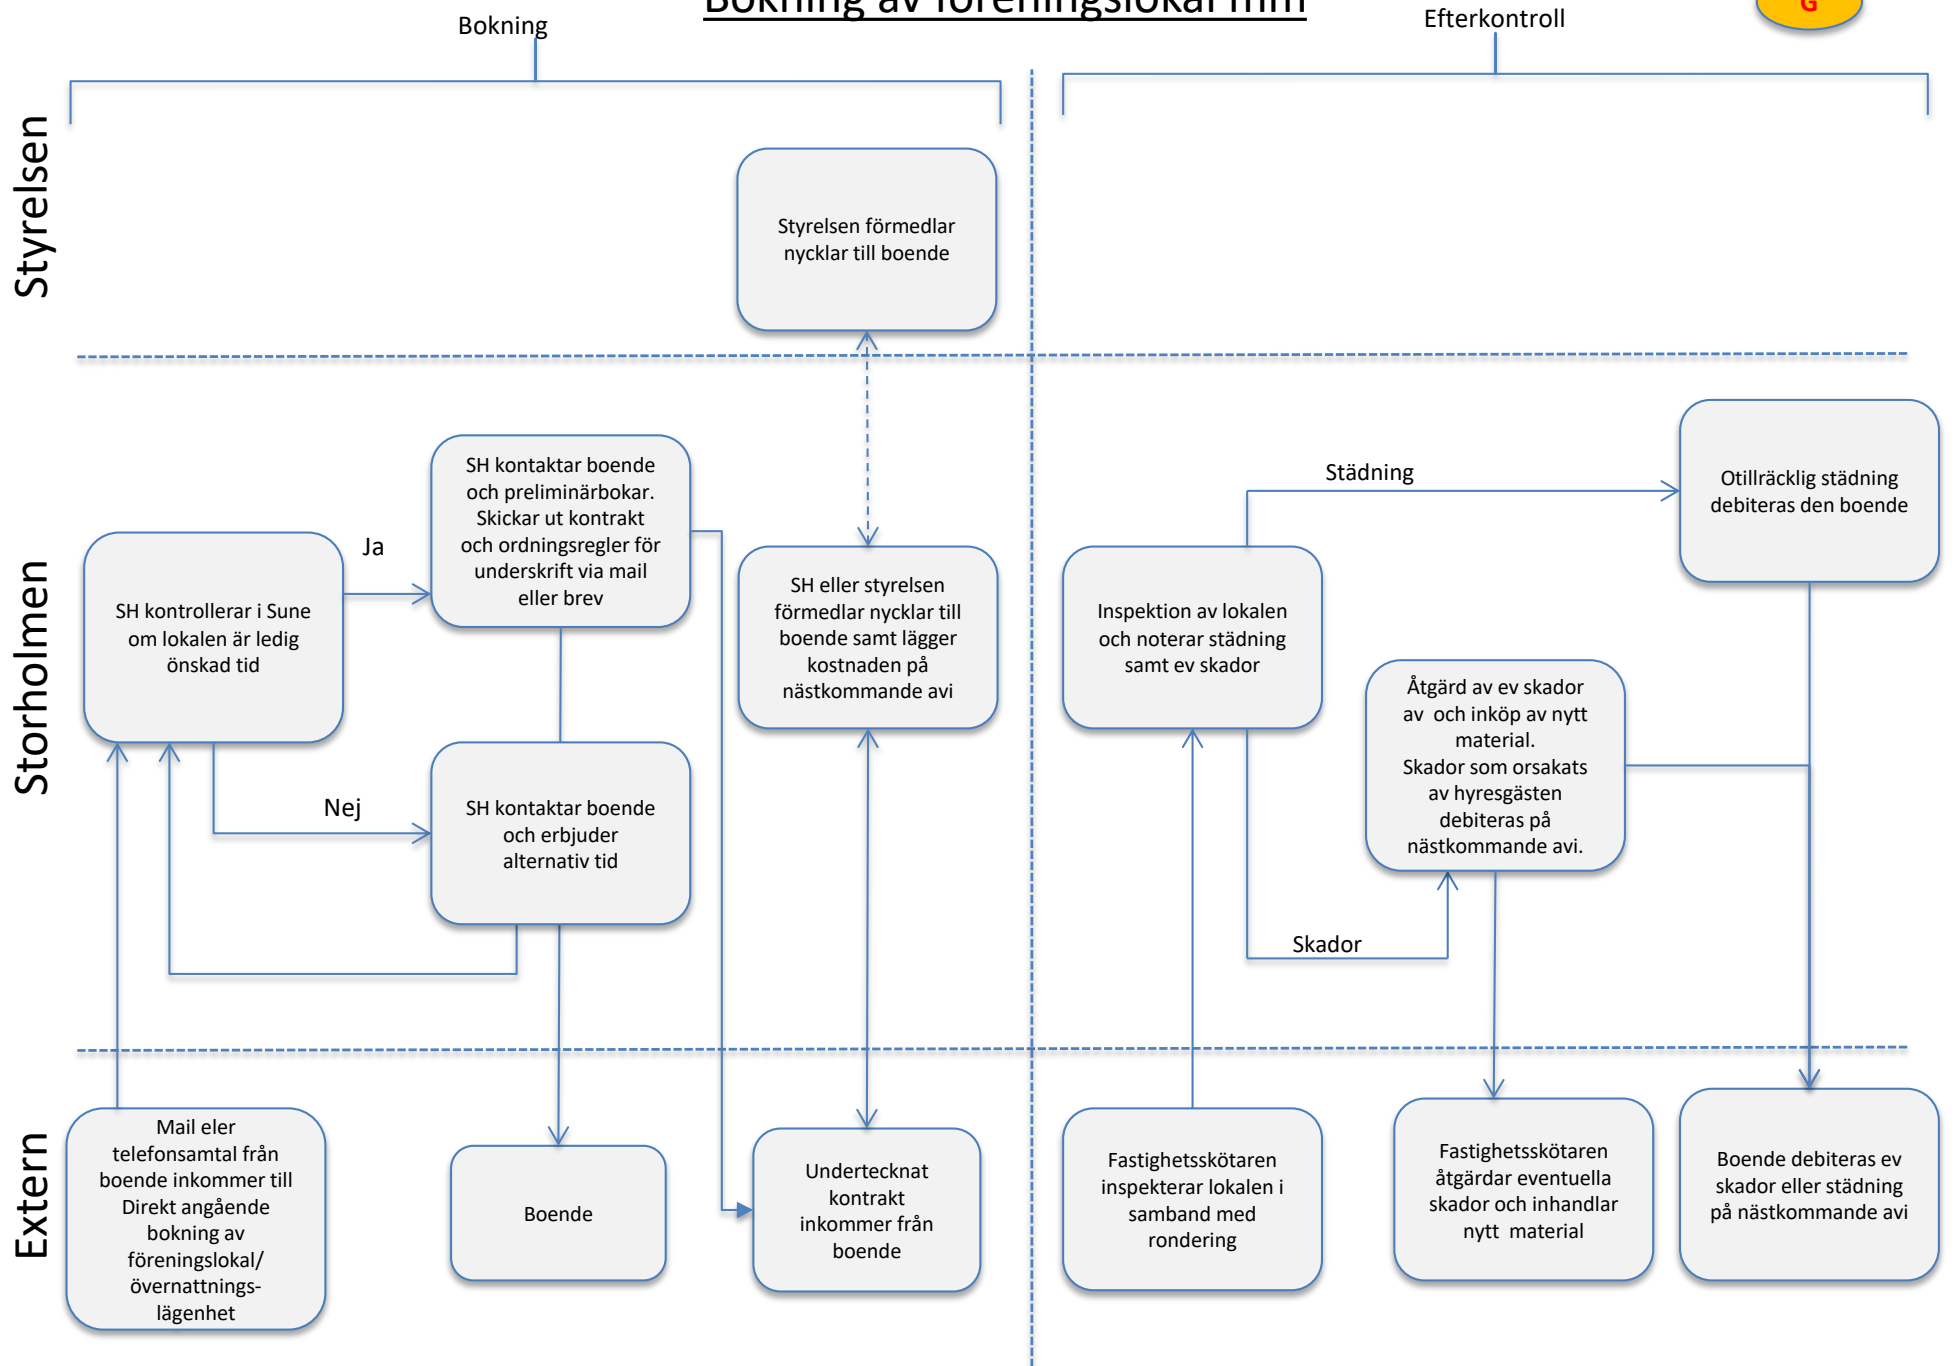 Bokning av föreningslokal mm
G
Bokning
Efterkontroll
Styrelsen
Styrelsen förmedlar
nycklar till boende
Storholmen
SH kontrollerar i Sune
om lokalen är ledig
önskad tid
Ja
Nej
SH kontaktar boende
och preliminärbokar.
Skickar ut kontrakt
och ordningsregler för
underskrift via mail
eller brev
SH kontaktar boende
och erbjuder
alternativ tid
SH eller styrelsen
förmedlar nycklar till
boende samt lägger
kostnaden på
nästkommande avi
Inspektion av lokalen
och noterar städning
samt ev skador
Städning
Skador
Åtgärd av ev skador
av  och inköp av nytt
material.
Skador som orsakats
av hyresgästen
debiteras på
nästkommande avi.
Otillräcklig städning
debiteras den boende
Extern
Mail eler
telefonsamtal från
boende inkommer till
Direkt angående
bokning av
föreningslokal/
övernattnings-
lägenhet
Boende
Undertecknat
kontrakt
inkommer från
boende
Fastighetsskötaren
inspekterar lokalen i
samband med
rondering
Fastighetsskötaren
åtgärdar eventuella
skador och inhandlar
nytt  material
Boende debiteras ev
skador eller städning
på nästkommande avi